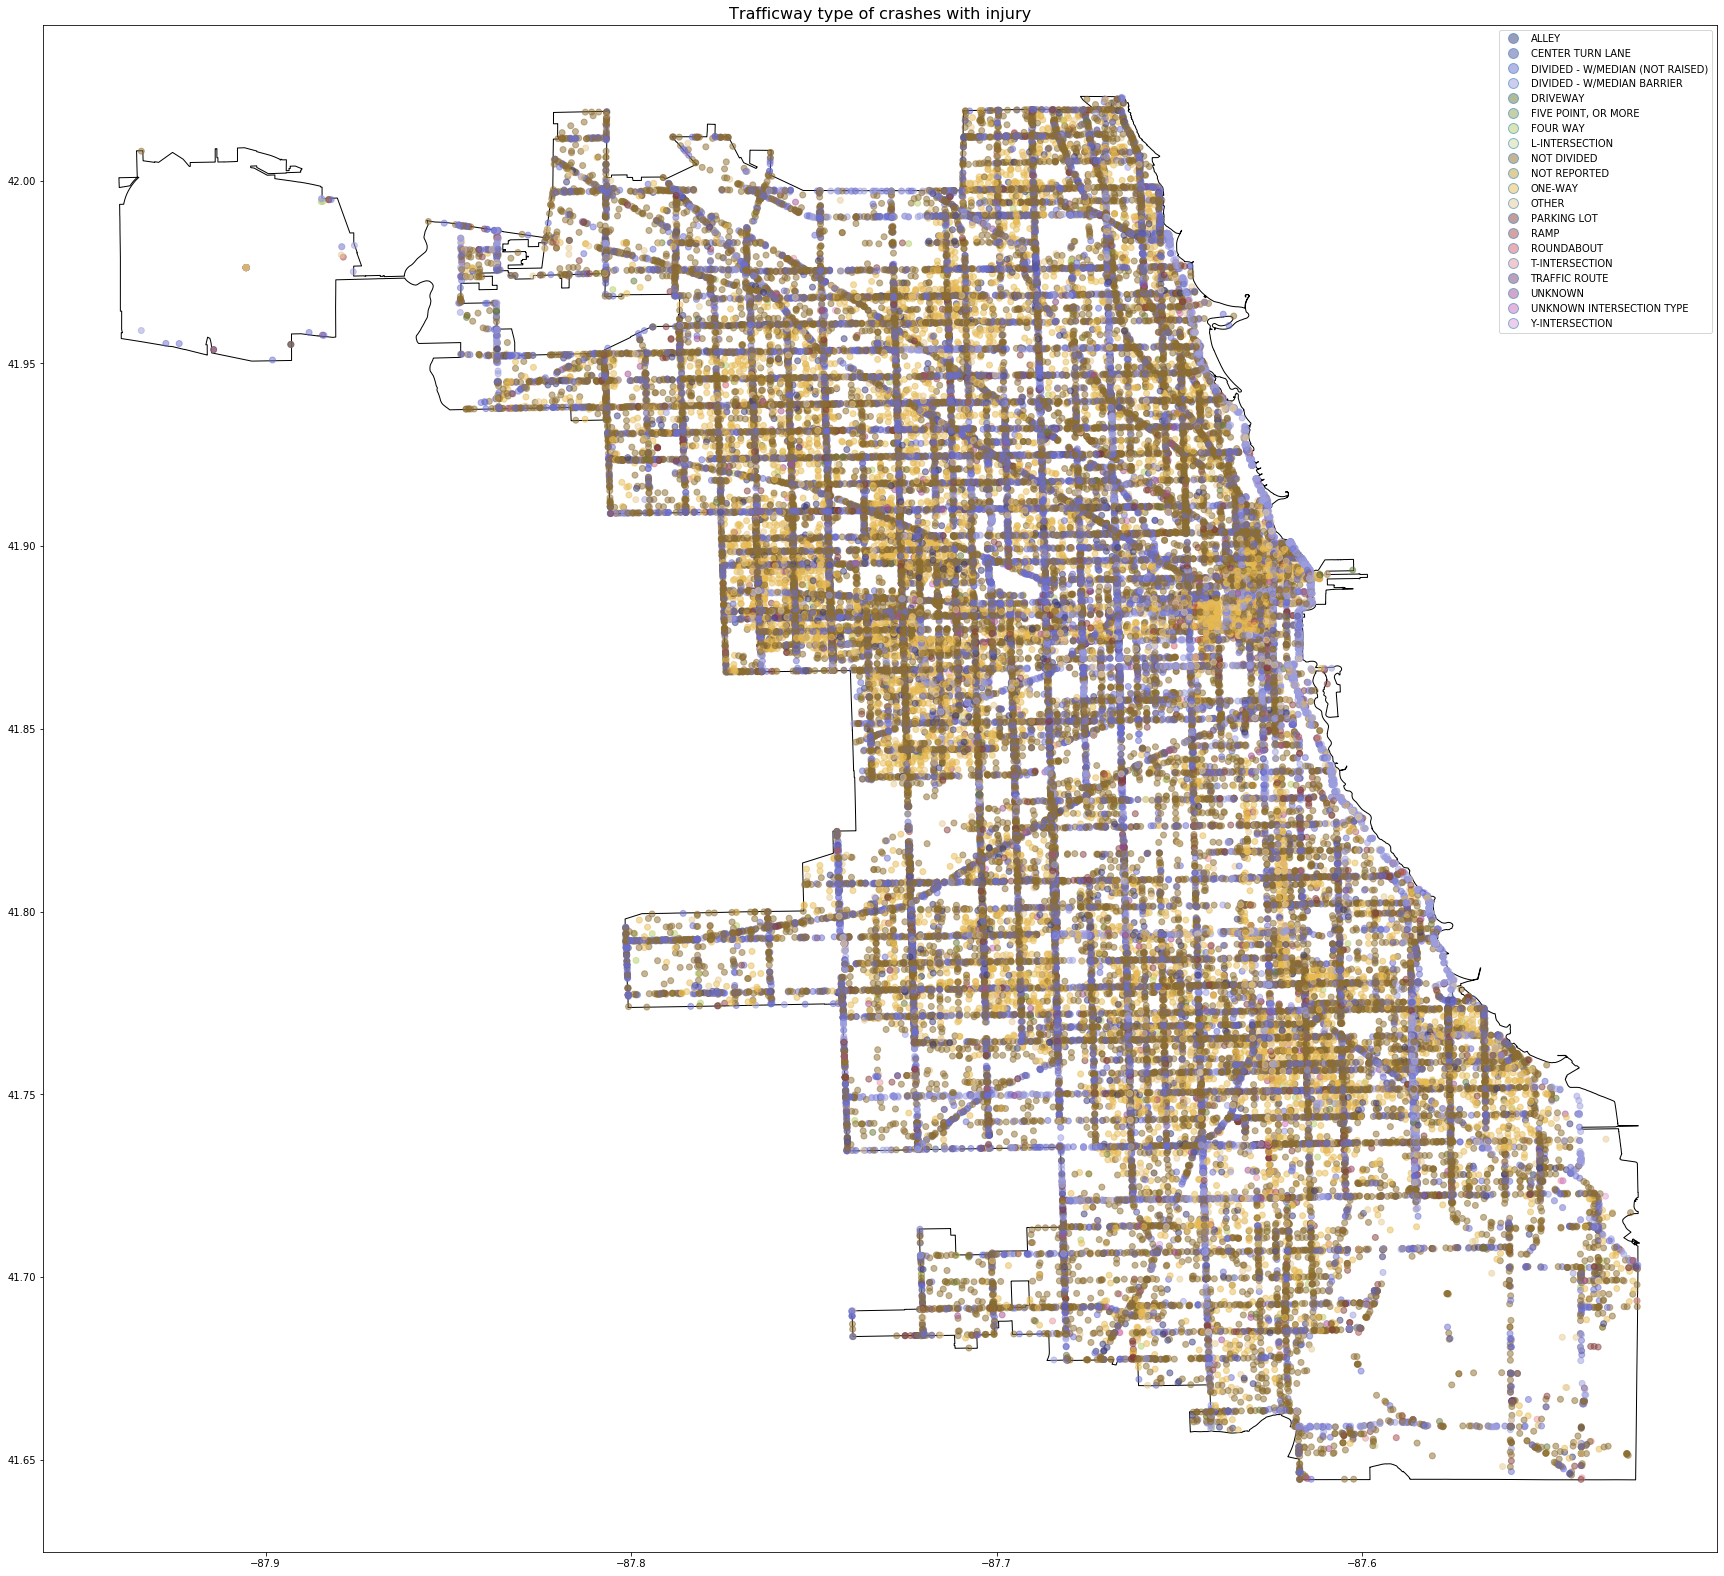 Trafficway type of crashes with injury
ALLEY
CENTER TURN LANE
DIVIDED - W/MEDIAN (NOT RAISED)
DIVIDED - W/MEDIAN BARRIER
DRIVEWAY
FIVE POINT, OR MORE
FOUR WAY
L-INTERSECTION
NOT DIVIDED
NOT REPORTED
ONE-WAY
OTHER
PARKING LOT
RAMP
ROUNDABOUT
T-INTERSECTION
TRAFFIC ROUTE
UNKNOWN
UNKNOWN INTERSECTION TYPE
Y-INTERSECTION
42.00
41.95
41.90
41.85
41.80
41.75
41.70
41.65
−87.9 −87.8 −87.7 −87.6